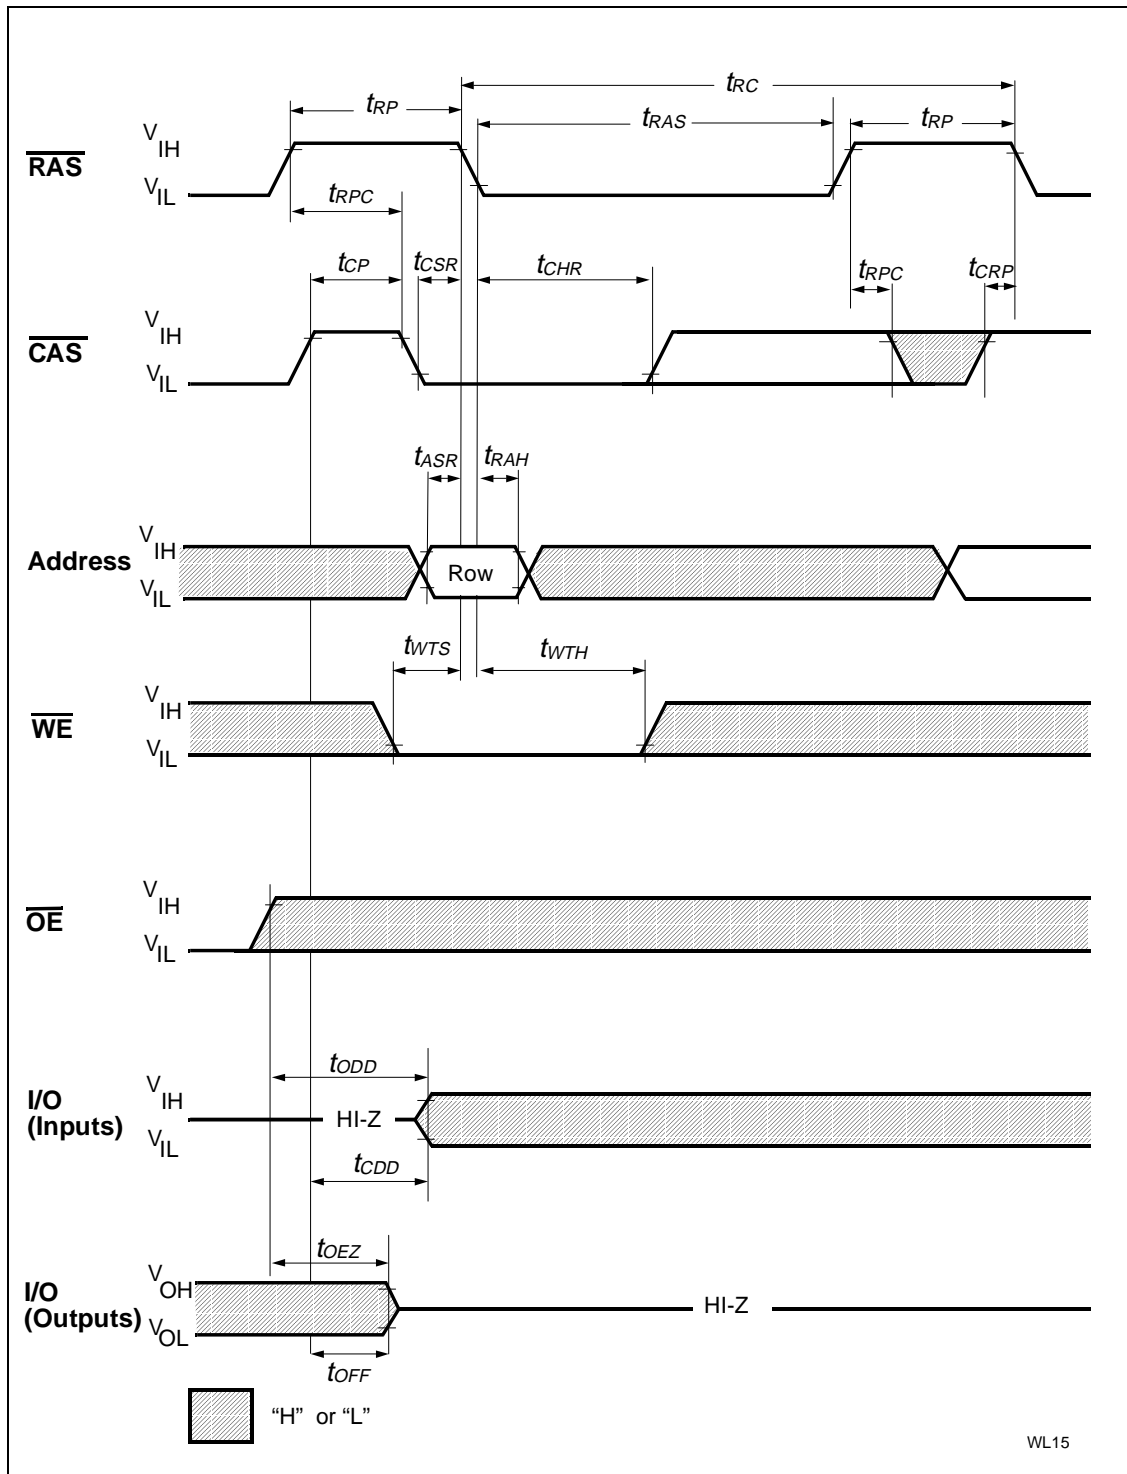 tRC
tRP tRAS tRP
VIH
RAS
VIL
tRPC
tCP tCSR tCHR tRPC tCRP
VIH
CAS
VIL
tASR tRAH
VIH
Address Row
VIL
tWTS tWTH
VIH
WE
VIL
VIH
OE
VIL
tODD
VIH
I/O
(Inputs) HI-Z
VIL
tCDD
tOEZ
VOH
I/O
(Outputs) HI-Z
VOL
tOFF
“H” or “L”
WL15